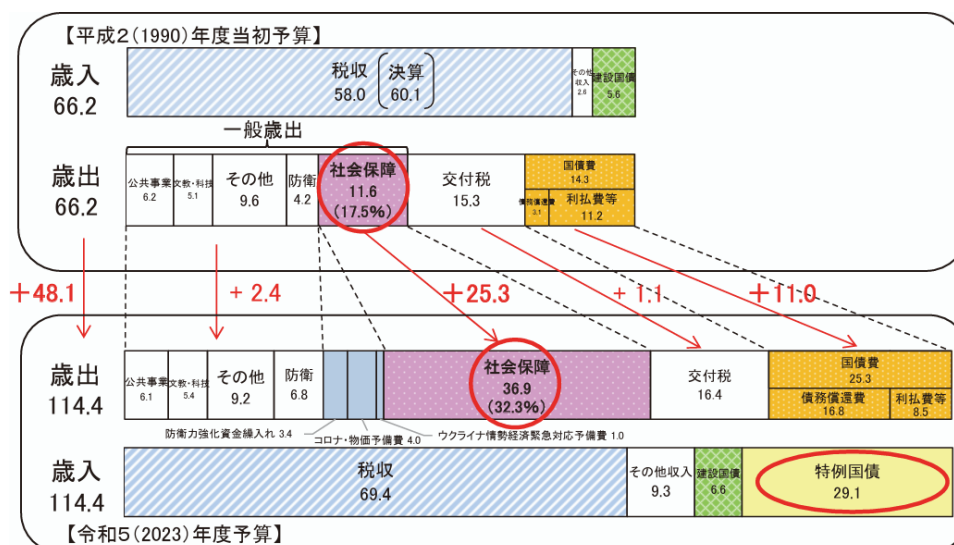 【平成2(1990)年度当初予算】
歳入
66.2
税収
58.0
決算
60.1
その他
収入
2.6
建設国債
5.6
一般歳出
歳出
66.2
公共事業
6.2
文教・科技
5.1
その他
9.6
防衛
4.2
社会保障
11.6
(17.5%)
交付税
15.3
国債費
14.3
債務償還費
3.1
利払費等
11.2
+48.1
+2.4
+25.3
+1.1
+11.0
歳出
114.4
公共事業
6.1
文教・科技
5.4
その他
9.2
防衛
6.8
社会保障
36.9
(32.3%)
交付税
16.4
国債費
25.3
債務償還費
16.8
利払費等
8.5
防衛力強化資金繰入れ 3.4
コロナ・物価予備費 4.0
ウクライナ情勢経済緊急対応予備費 1.0
歳入
114.4
税収
69.4
その他収入
9.3
建設国債
6.6
特例国債
29.1
【令和5(2023)年度予算】